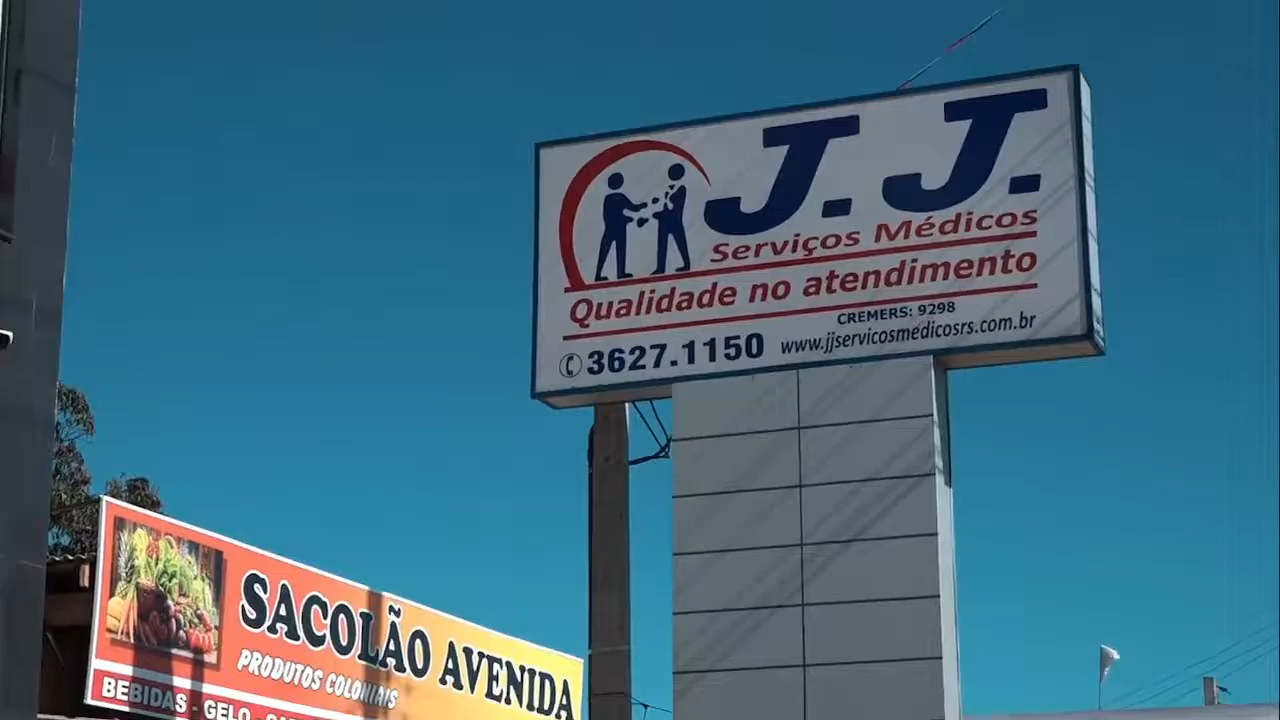 J. J.
Serviços Médicos
Qualidade no atendimento
CREMERS: 9298
3627.1150 www.jjservicosmedicosrs.com.br
SACOLÃO AVENIDA
PRODUTOS COLONIAIS
BEBIDAS - GELO -